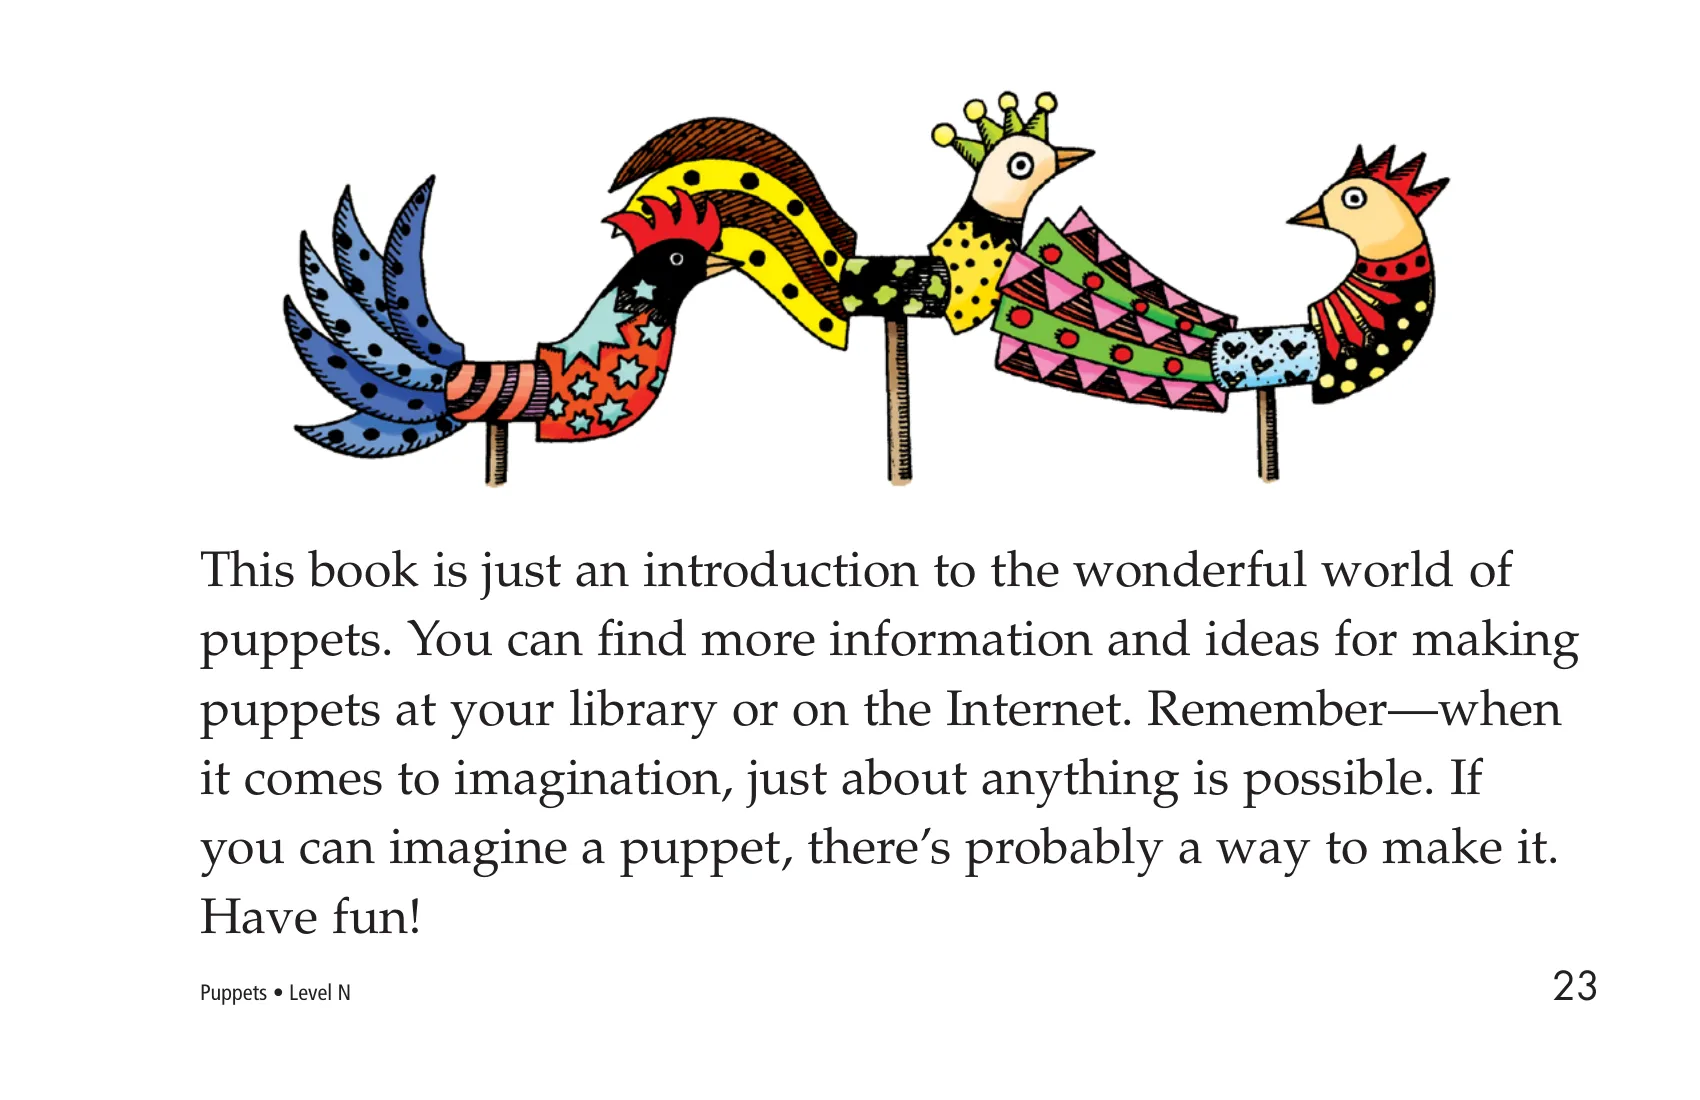 This book is just an introduction to the wonderful world of
puppets. You can find more information and ideas for making
puppets at your library or on the Internet. Remember—when
it comes to imagination, just about anything is possible. If
you can imagine a puppet, there’s probably a way to make it.
Have fun!
Puppets • Level N
23